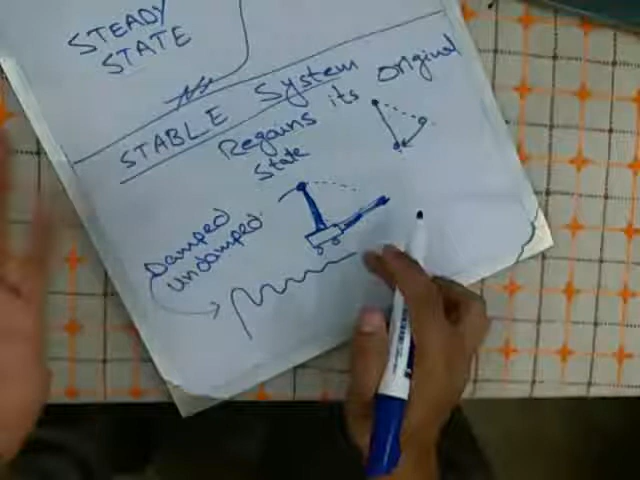 STEADY
STATE
STABLE System
Regains its original
state
Damped
undamped